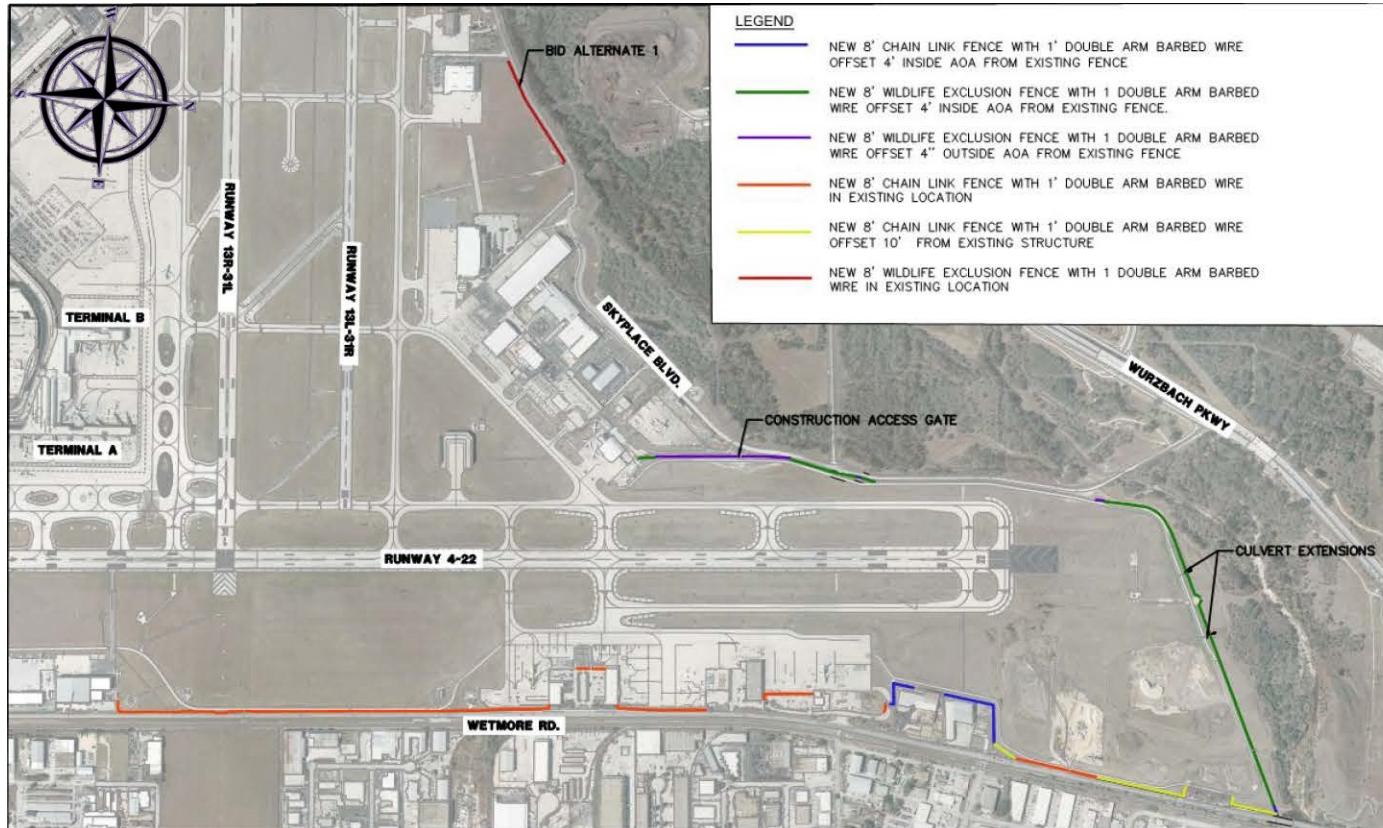 LEGEND
NEW 8' CHAIN LINK FENCE WITH 1' DOUBLE ARM BARBED WIRE
OFFSET 4' INSIDE AOA FROM EXISTING FENCE
NEW 8' WILDLIFE EXCLUSION FENCE WITH 1 DOUBLE ARM BARBED
WIRE OFFSET 4' INSIDE AOA FROM EXISTING FENCE.
NEW 8' WILDLIFE EXCLUSION FENCE WITH 1 DOUBLE ARM BARBED
WIRE OFFSET 4'' OUTSIDE AOA FROM EXISTING FENCE
NEW 8' CHAIN LINK FENCE WITH 1' DOUBLE ARM BARBED WIRE
IN EXISTING LOCATION
NEW 8' CHAIN LINK FENCE WITH 1' DOUBLE ARM BARBED WIRE
OFFSET 10' FROM EXISTING STRUCTURE
NEW 8' WILDLIFE EXCLUSION FENCE WITH 1 DOUBLE ARM BARBED
WIRE IN EXISTING LOCATION
BID ALTERNATE 1
W
S
N
E
RUNWAY 13R-31L
RUNWAY 13L-31R
TERMINAL B
SKYPLACE BLVD.
WURZBACH PKWY
CONSTRUCTION ACCESS GATE
TERMINAL A
RUNWAY 4-22
CULVERT EXTENSIONS
WETMORE RD.